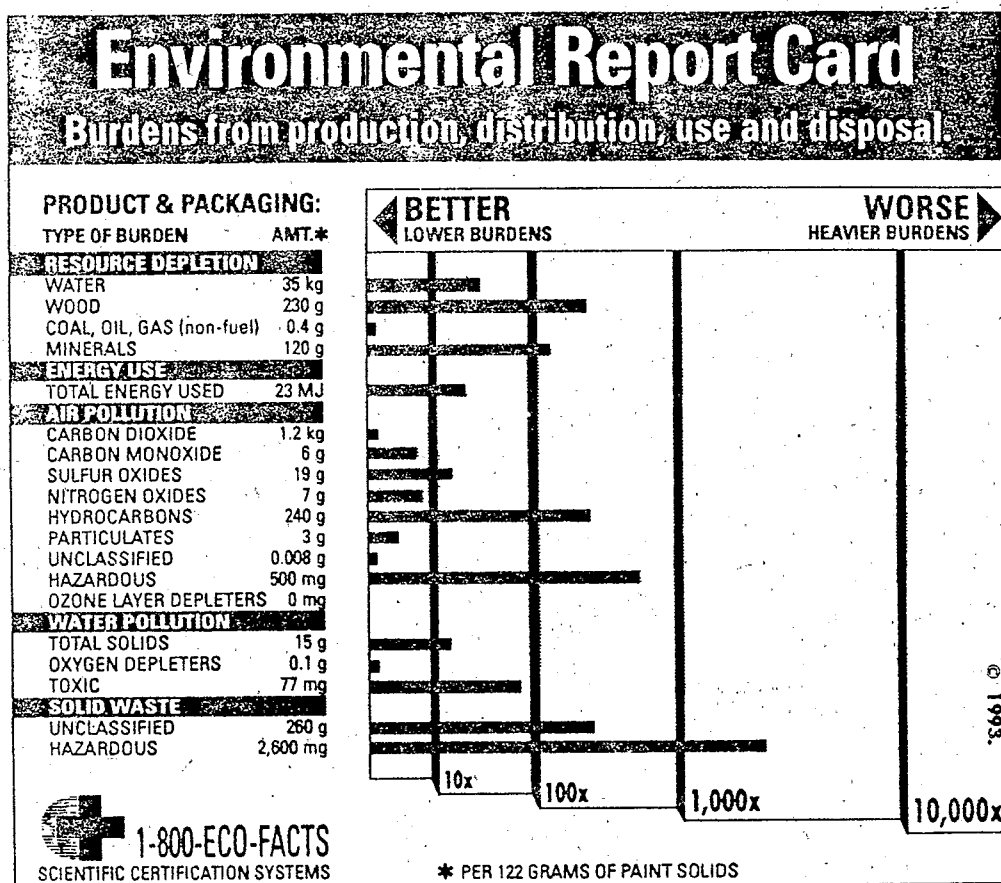 Environmental Report Card
Burdens from production, distribution, use and disposal.
PRODUCT & PACKAGING:
TYPE OF BURDEN AMT.*
RESOURCE DEPLETION
WATER 35 kg
WOOD 230 g
COAL, OIL, GAS (non-fuel) 0.4 g
MINERALS 120 g
ENERGY USE
TOTAL ENERGY USED 23 MJ
AIR POLLUTION
CARBON DIOXIDE 1.2 kg
CARBON MONOXIDE 6 g
SULFUR OXIDES 19 g
NITROGEN OXIDES 7 g
HYDROCARBONS 240 g
PARTICULATES 3 g
UNCLASSIFIED 0.008 g
HAZARDOUS 500 mg
OZONE LAYER DEPLETERS 0 mg
WATER POLLUTION
TOTAL SOLIDS 15 g
OXYGEN DEPLETERS 0.1 g
TOXIC 77 mg
SOLID WASTE
UNCLASSIFIED 260 g
HAZARDOUS 2,600 mg
BETTER
LOWER BURDENS
WORSE
HEAVIER BURDENS
10x
100x
1,000x
10,000x
© 1993.
1-800-ECO-FACTS
SCIENTIFIC CERTIFICATION SYSTEMS
* PER 122 GRAMS OF PAINT SOLIDS